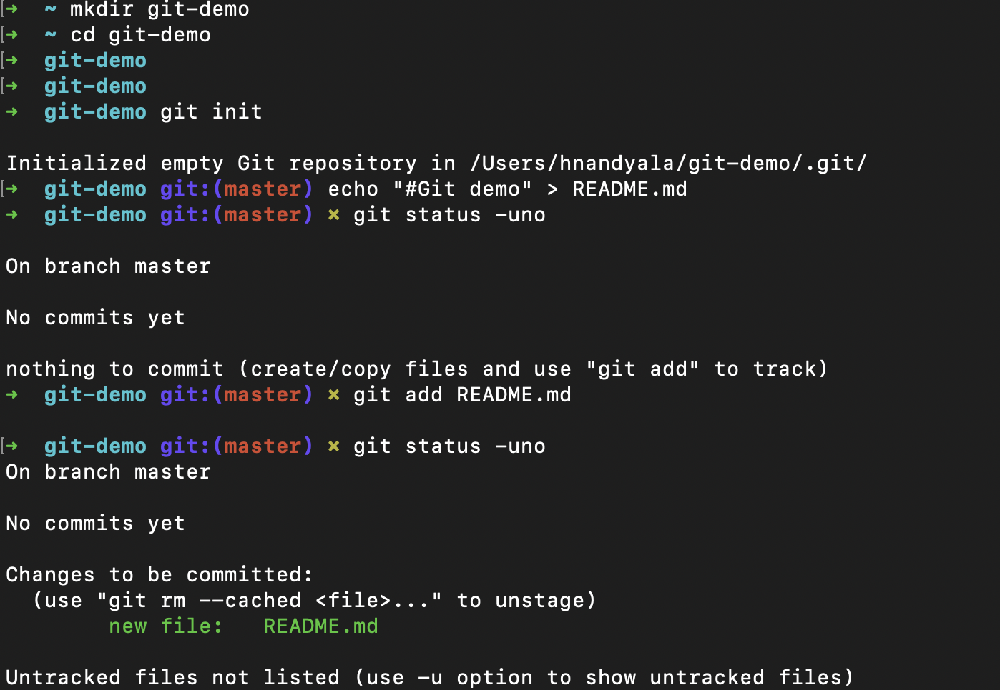 [➜  ~ mkdir git-demo
[➜  ~ cd git-demo
[➜  git-demo
[➜  git-demo
➜  git-demo git init
Initialized empty Git repository in /Users/hnandyala/git-demo/.git/
[➜  git-demo git:(master) echo "#Git demo" > README.md
➜  git-demo git:(master) ✗ git status -uno
On branch master
No commits yet
nothing to commit (create/copy files and use "git add" to track)
➜  git-demo git:(master) ✗ git add README.md
[➜  git-demo git:(master) ✗ git status -uno
On branch master
No commits yet
Changes to be committed:
  (use "git rm --cached <file>..." to unstage)
        new file:   README.md
Untracked files not listed (use -u option to show untracked files)